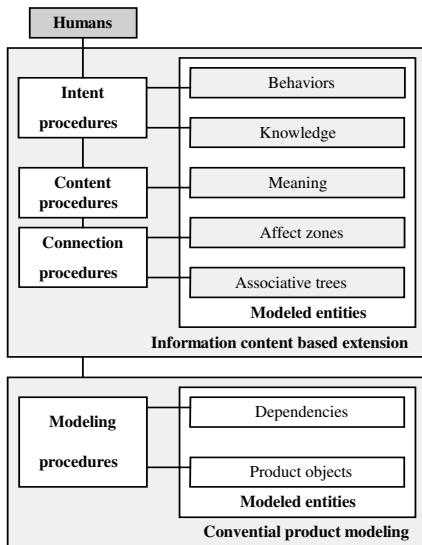 Humans
Intent
procedures
Behaviors
Knowledge
Content
procedures
Meaning
Connection
procedures
Affect zones
Associative trees
Modeled entities
Information content based extension
Modeling
procedures
Dependencies
Product objects
Modeled entities
Convential product modeling